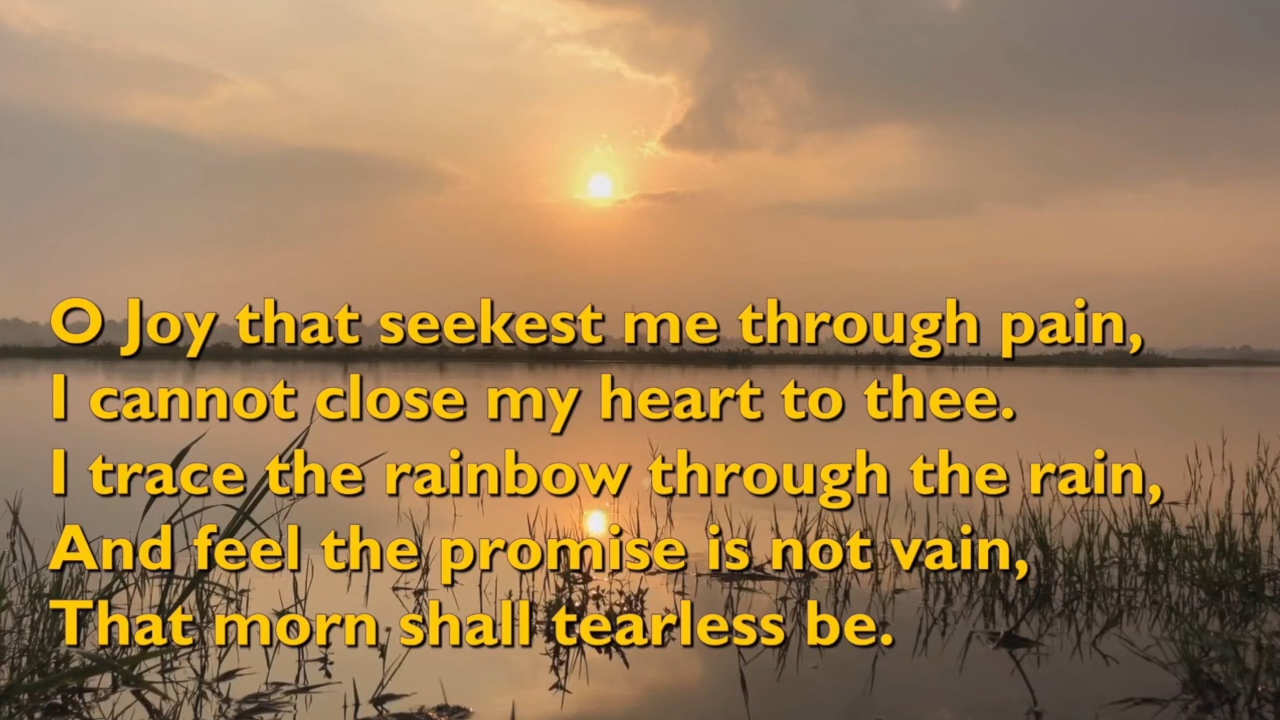 O Joy that seekest me through pain,
I cannot close my heart to thee.
I trace the rainbow through the rain,
And feel the promise is not vain,
That morn shall tearless be.